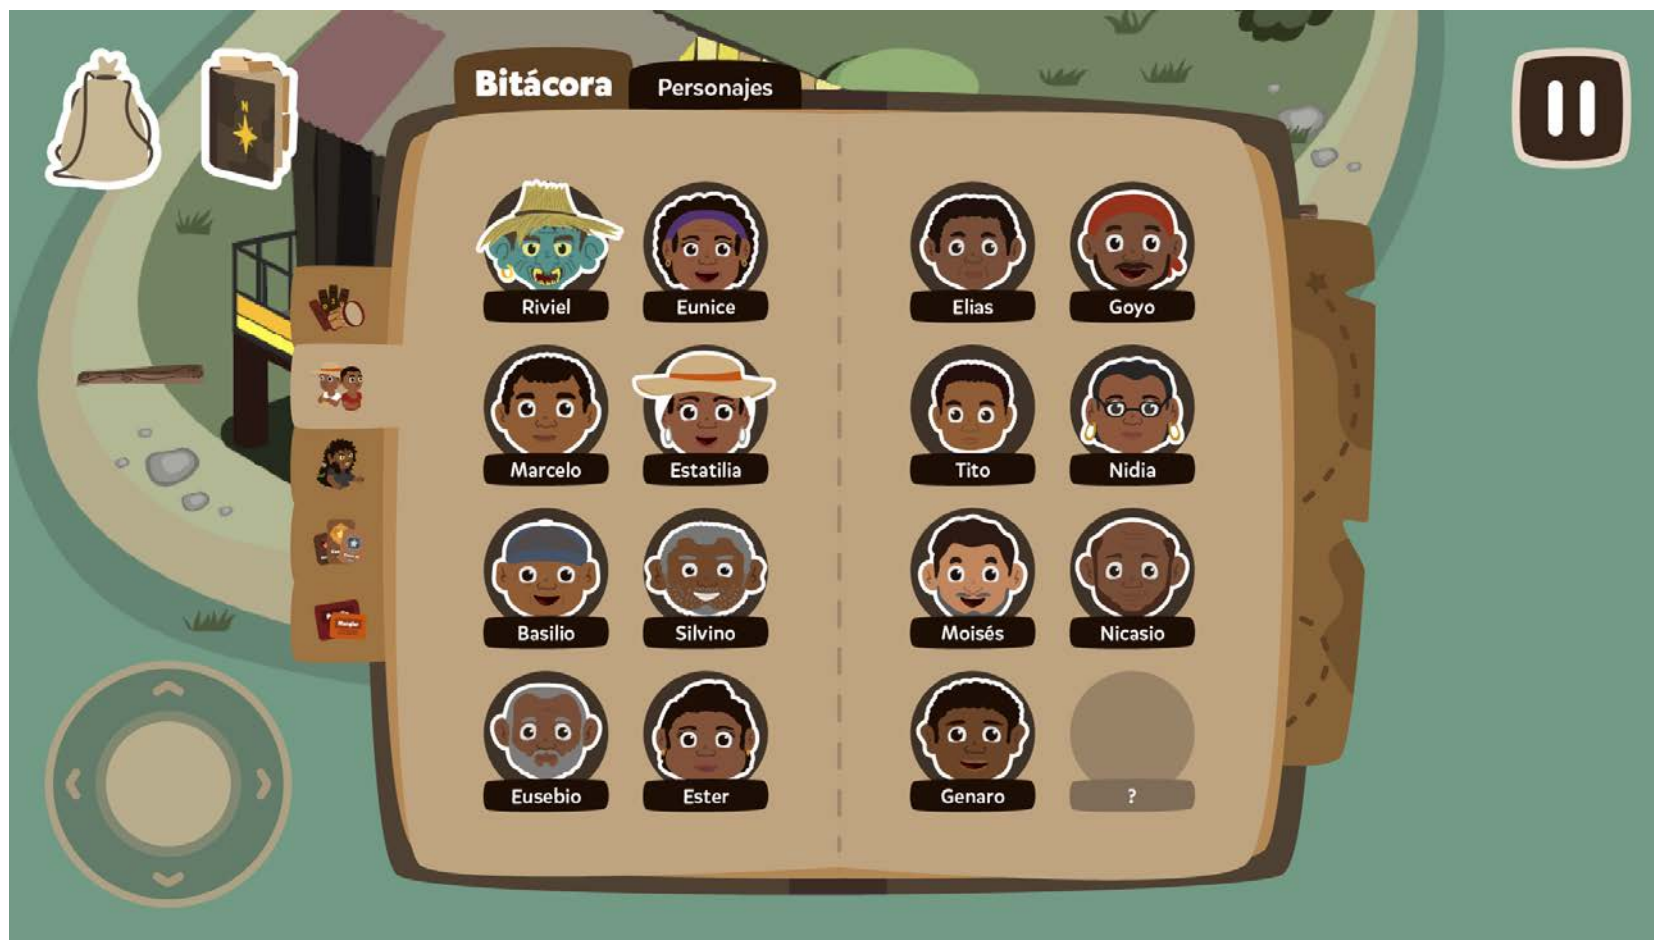 Bitácora
Personajes
N
Riviel
Eunice
Elias
Goyo
Marcelo
Estatilia
Tito
Nidia
Basilio
Silvino
Moisés
Nicasio
Eusebio
Ester
Genaro
?